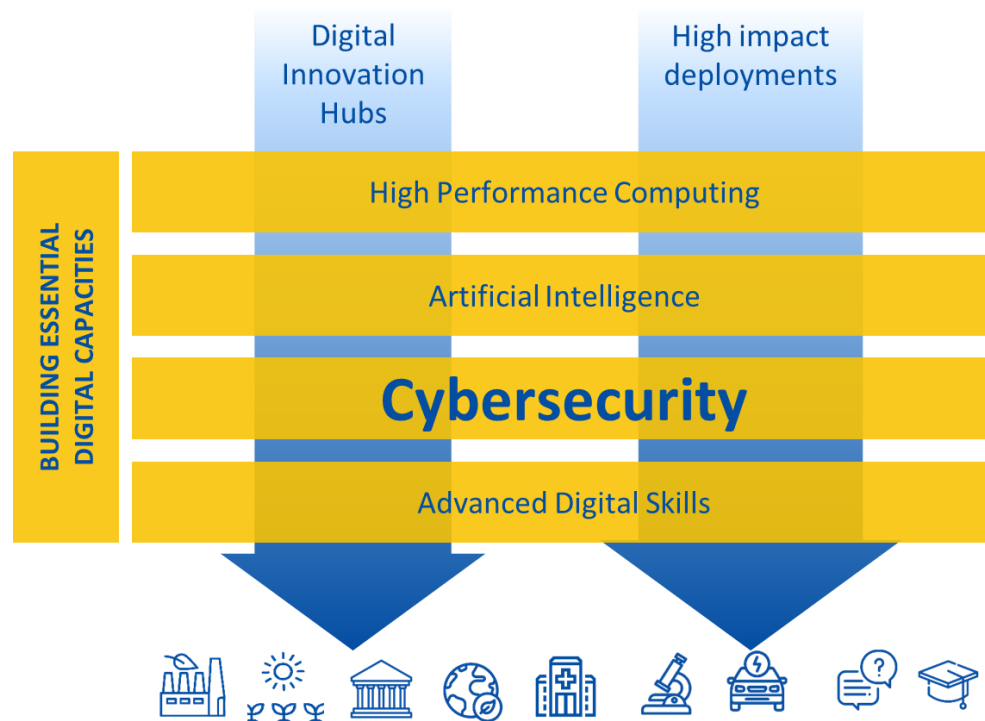 Digital
Innovation
Hubs
High impact
deployments
BUILDING ESSENTIAL
DIGITAL CAPACITIES
High Performance Computing
Artificial Intelligence
Cybersecurity
Advanced Digital Skills
?